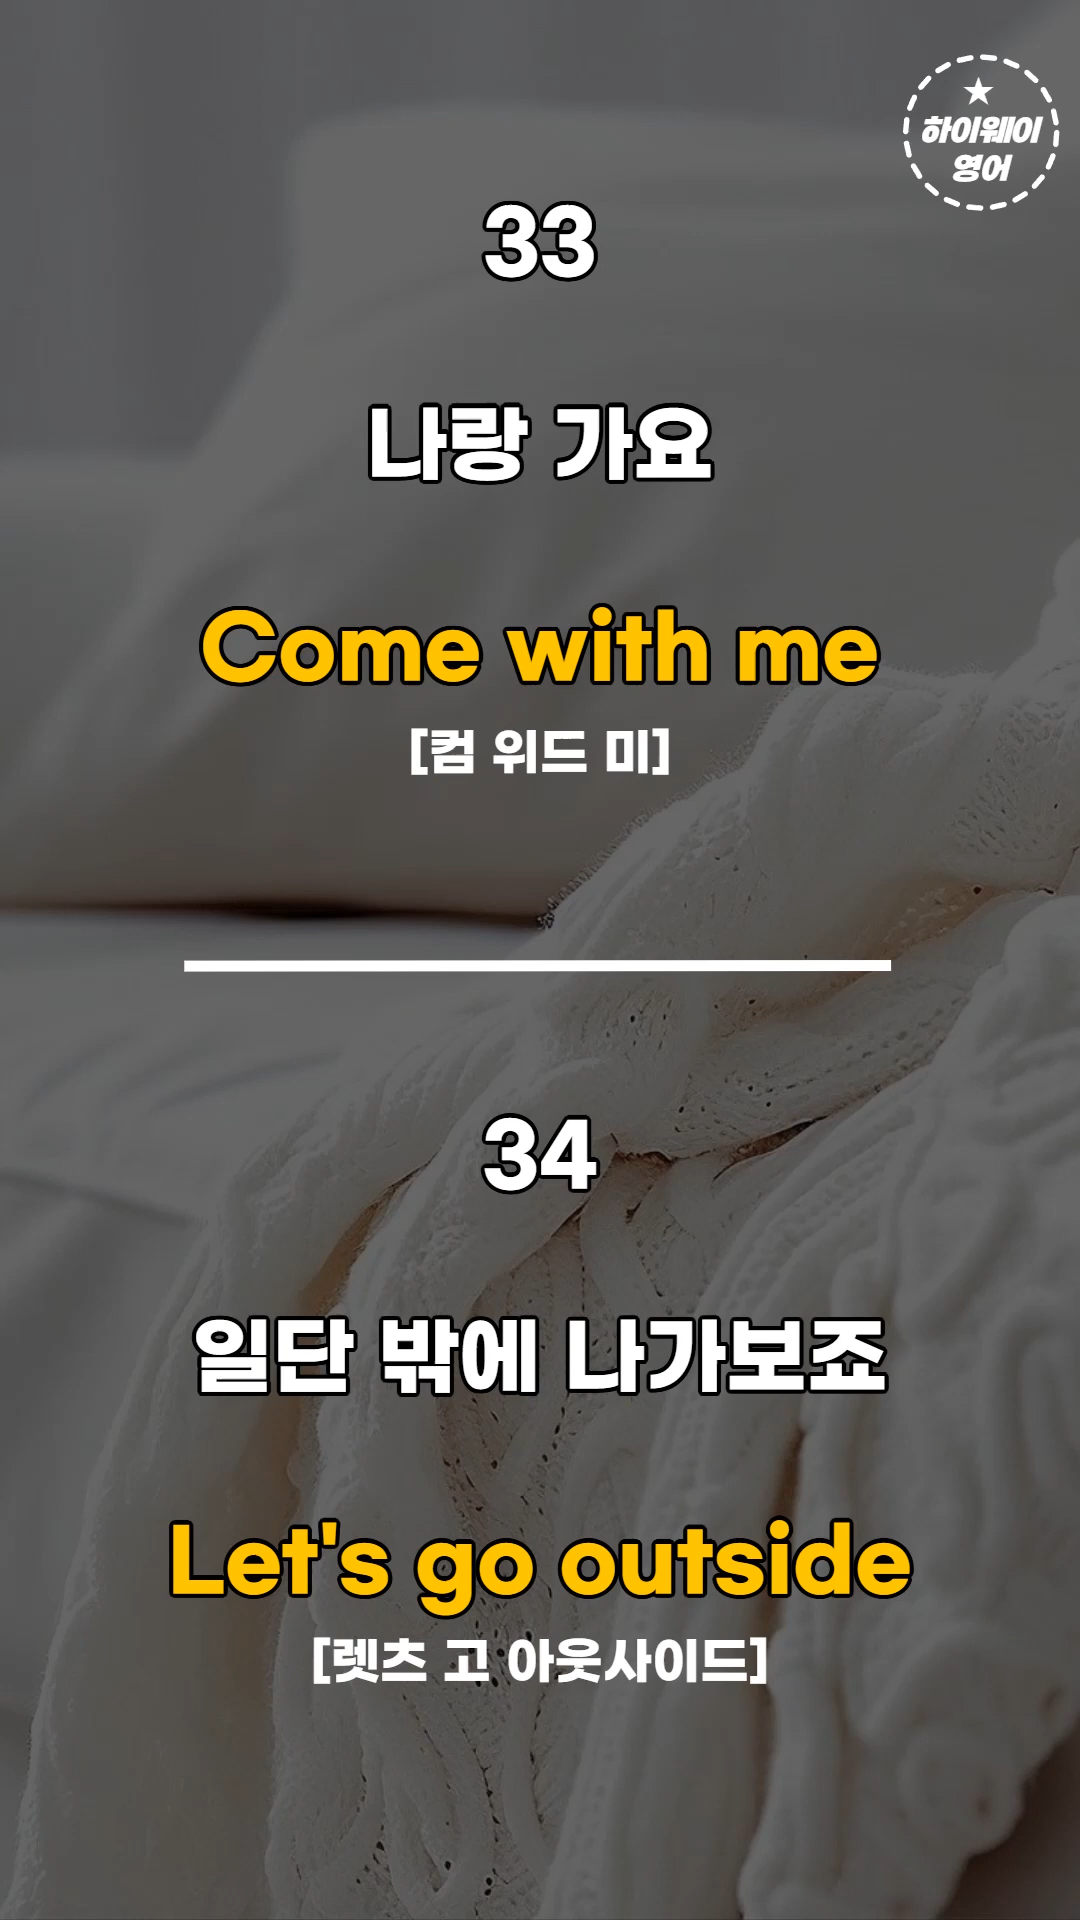 ★
하이웨이
영어
33
나랑 가요
Come with me
[컴 위드 미]
34
일단 밖에 나가보죠
Let's go outside
[렛츠 고 아웃사이드]